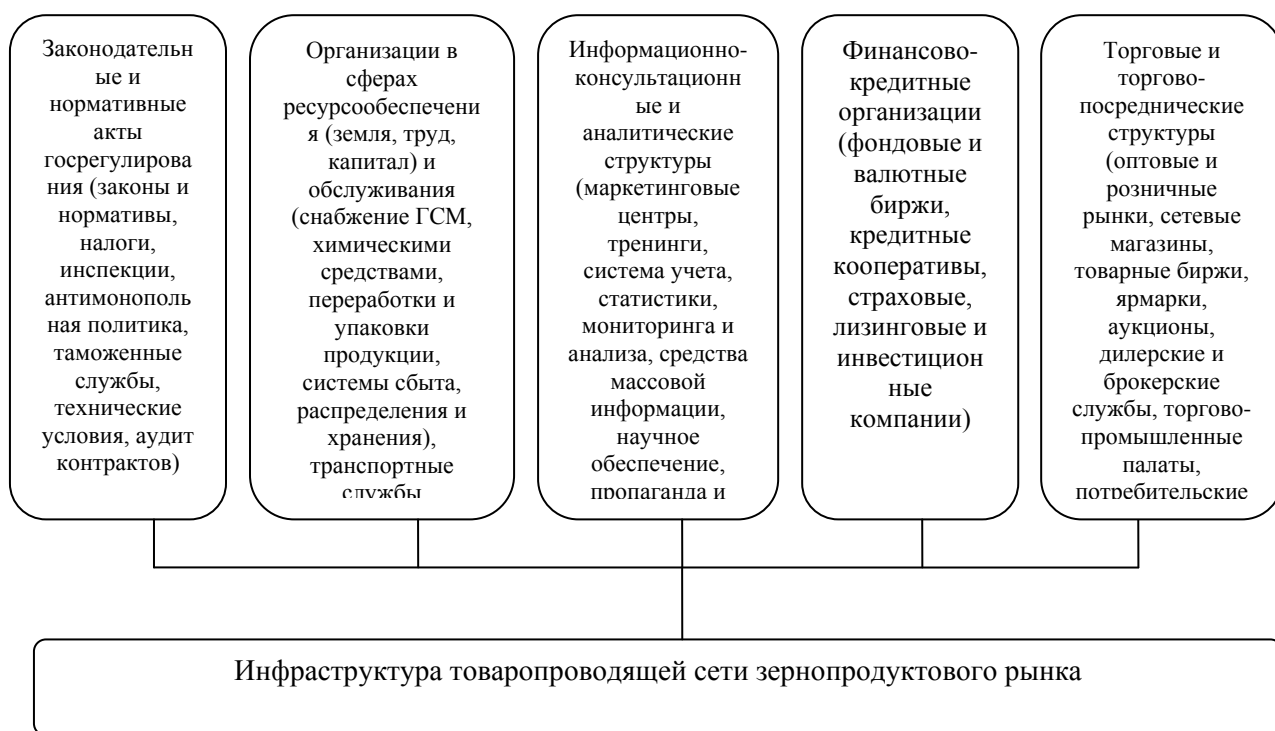 Законодательн
ые и
нормативные
акты
госрегулирова
ния (законы и
нормативы,
налоги,
инспекции,
антимонополь
ная политика,
таможенные
службы,
технические
условия, аудит
контрактов)
Организации в
сферах
ресурсообеспечени
я (земля, труд,
капитал) и
обслуживания
(снабжение ГСМ,
химическими
средствами,
переработки и
упаковки
продукции,
системы сбыта,
распределения и
хранения),
транспортные
службы
Информационно-
консультационн
ые и
аналитические
структуры
(маркетинговые
центры,
тренинги,
система учета,
статистики,
мониторинга и
анализа, средства
массовой
информации,
научное
обеспечение,
пропаганда и
Финансово-
кредитные
организации
(фондовые и
валютные
биржи,
кредитные
кооперативы,
страховые,
лизинговые и
инвестицион
ные
компании)
Торговые и
торгово-
посреднические
структуры
(оптовые и
розничные
рынки, сетевые
магазины,
товарные биржи,
ярмарки,
аукционы,
дилерские и
брокерские
службы, торгово-
промышленные
палаты,
потребительские
Инфраструктура товаропроводящей сети зернопродуктового рынка